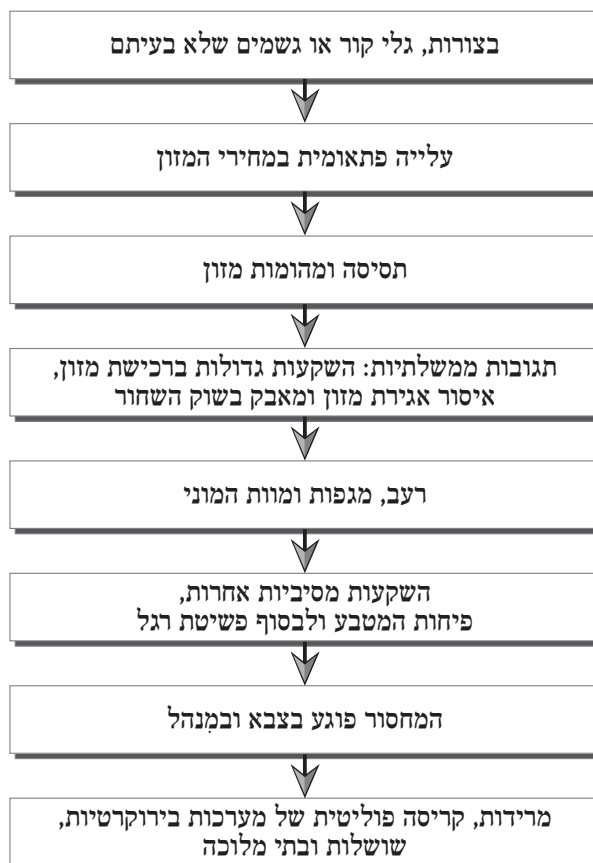 בצורות, גלי קור או גשמים שלא בעיתם
עלייה פתאומית במחירי המזון
תסיסה ומהומות מזון
תגובות ממשלתיות: השקעות גדולות ברכישת מזון,
איסור אגירת מזון ומאבק בשוק השחור
רעב, מגפות ומוות המוני
השקעות מסיביות אחרות,
פיחות המטבע ולבסוף פשיטת רגל
המחסור פוגע בצבא ובמִנהל
מרידות, קריסה פוליטית של מערכות בירוקרטיות,
שושלות ובתי מלוכה